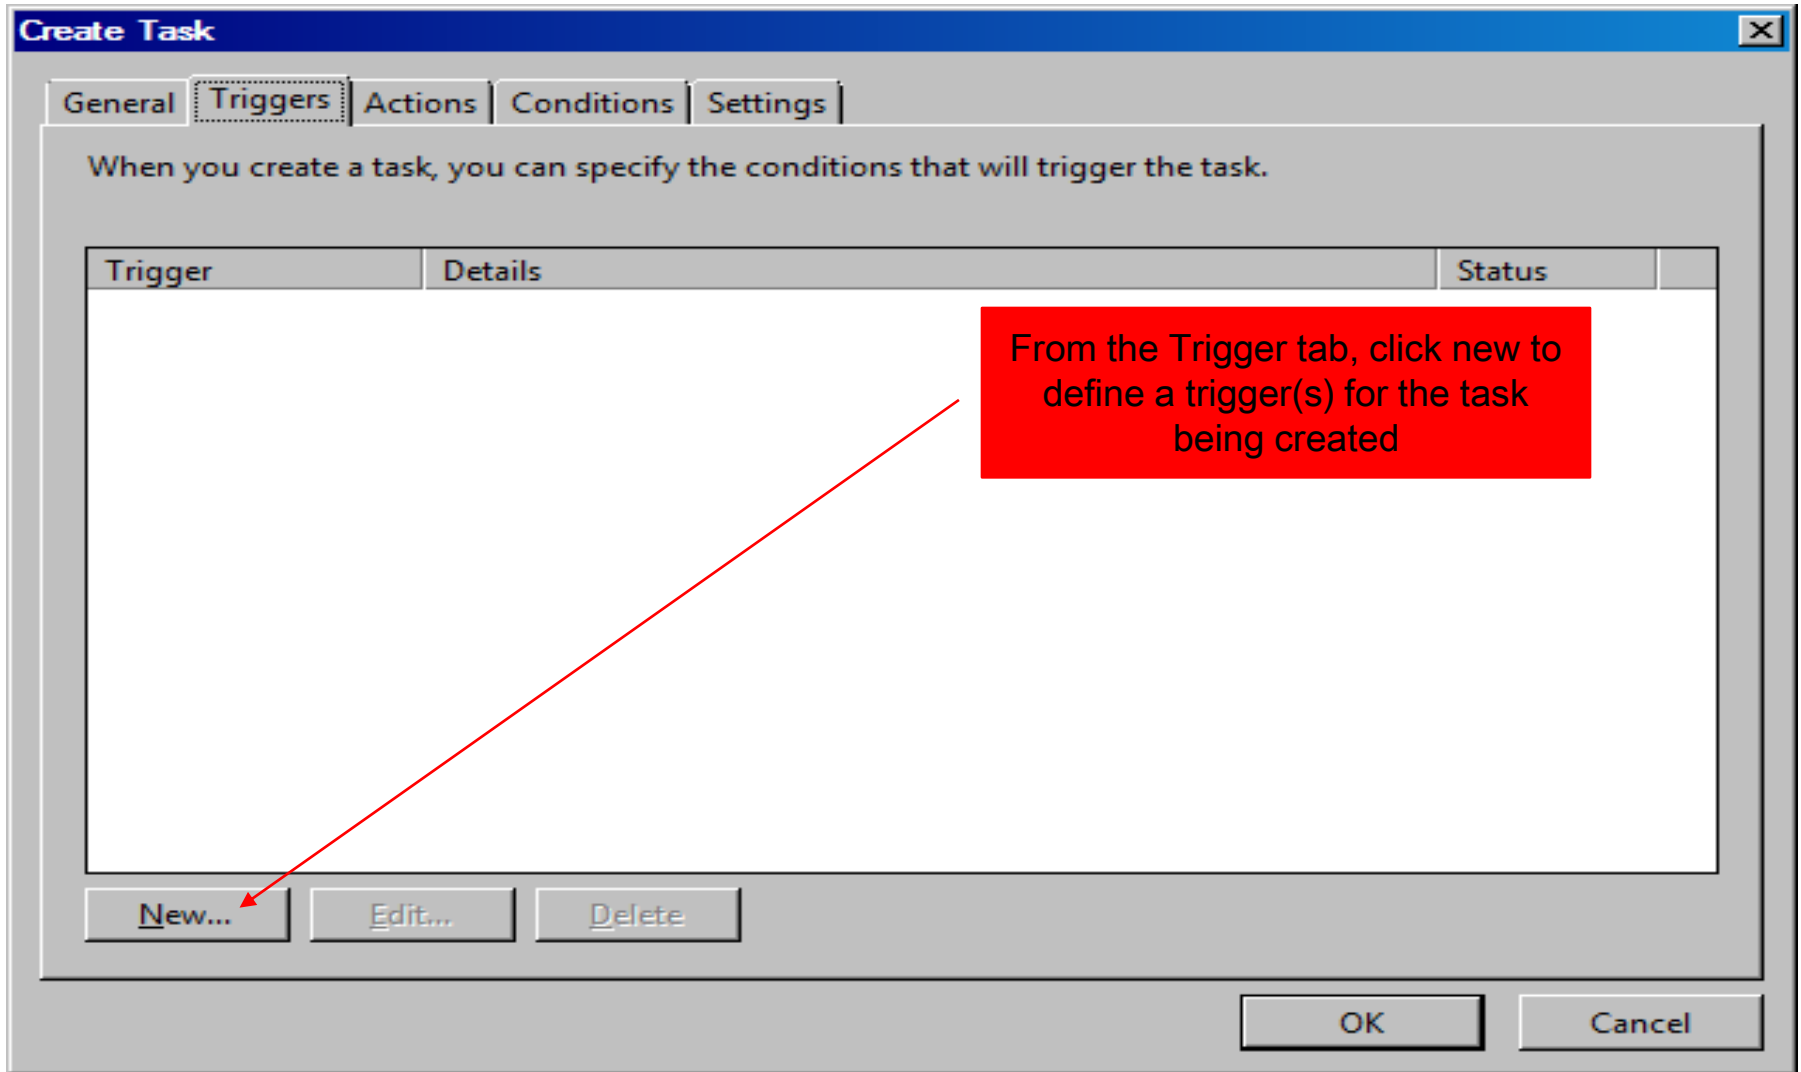 Create Task
General Triggers Actions Conditions Settings
When you create a task, you can specify the conditions that will trigger the task.
Trigger Details Status
From the Trigger tab, click new to
define a trigger(s) for the task
being created
New... Edit... Delete
OK Cancel